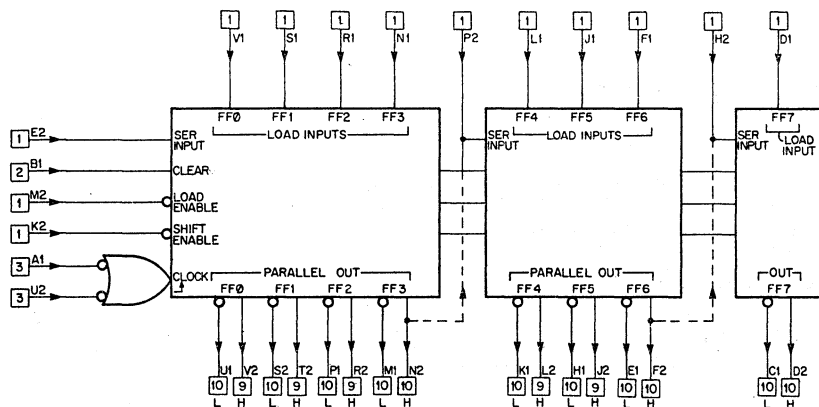 1 1 1 1 1 1 1 1 1 1
V1 S1 R1 N1 P2 L1 J1 F1 H2 D1
FF0 FF1 FF2 FF3 FF4 FF5 FF6 FF7
LOAD INPUTS LOAD INPUTS LOAD INPUT
1 E2 SER INPUT SER INPUT SER INPUT
2 B1 CLEAR
1 M2 LOAD ENABLE
1 K2 SHIFT ENABLE
3 A1 CLOCK
3 U2
PARALLEL OUT PARALLEL OUT OUT
FF0 FF1 FF2 FF3 FF4 FF5 FF6 FF7
U1 V2 S2 T2 P1 R2 M1 N2 K1 L2 H1 J2 E1 F2 C1 D2
10 9 10 9 10 9 10 10 10 9 10 9 10 10 10 10
L H L H L H L H L H L H L H L H